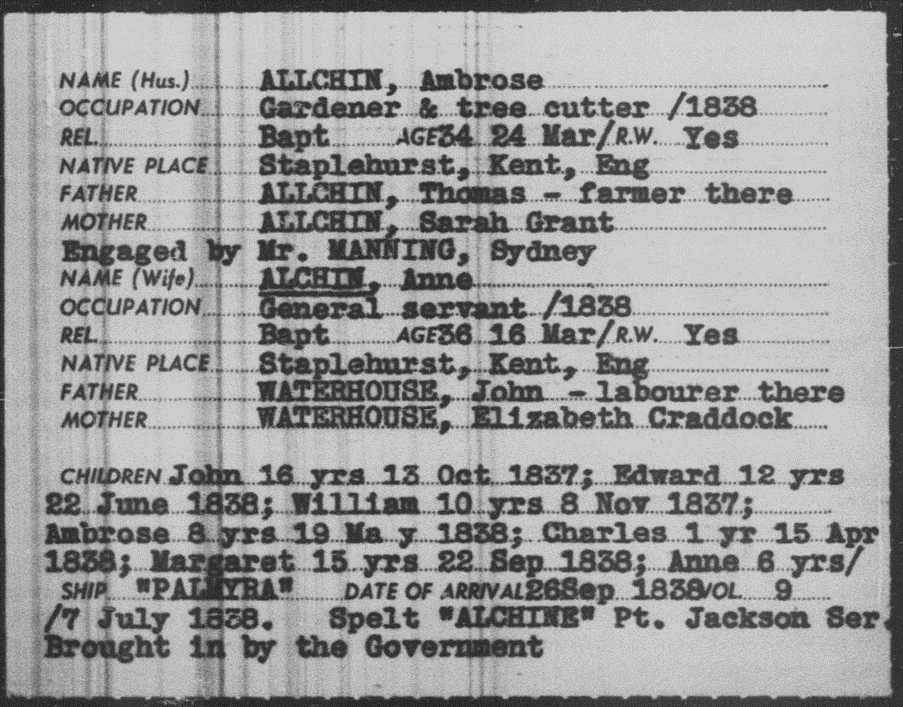 NAME (Hus.) ALLCHIN, Ambrose
OCCUPATION Gardener & tree cutter /1838
REL. Bapt AGE 34 24 Mar/ R.W. Yes
NATIVE PLACE Staplehurst, Kent, Eng
FATHER ALLCHIN, Thomas - farmer there
MOTHER ALLCHIN, Sarah Grant
Engaged by Mr. MANNING, Sydney
NAME (Wife) ALCHIN, Anne
OCCUPATION General servant /1838
REL. Bapt AGE 36 16 Mar/ R.W. Yes
NATIVE PLACE Staplehurst, Kent, Eng
FATHER WATERHOUSE, John - labourer there
MOTHER WATERHOUSE, Elizabeth Craddock
CHILDREN John 16 yrs 13 Oct 1837; Edward 12 yrs
22 June 1838; William 10 yrs 8 Nov 1837;
Ambrose 8 yrs 19 Ma y 1838; Charles 1 yr 15 Apr
1838; Margaret 15 yrs 22 Sep 1838; Anne 6 yrs/
SHIP "PALMYRA" DATE OF ARRIVAL 26Sep 1838 VOL 9
/7 July 1838. Spelt "ALCHINE" Pt. Jackson Ser.
Brought in by the Government